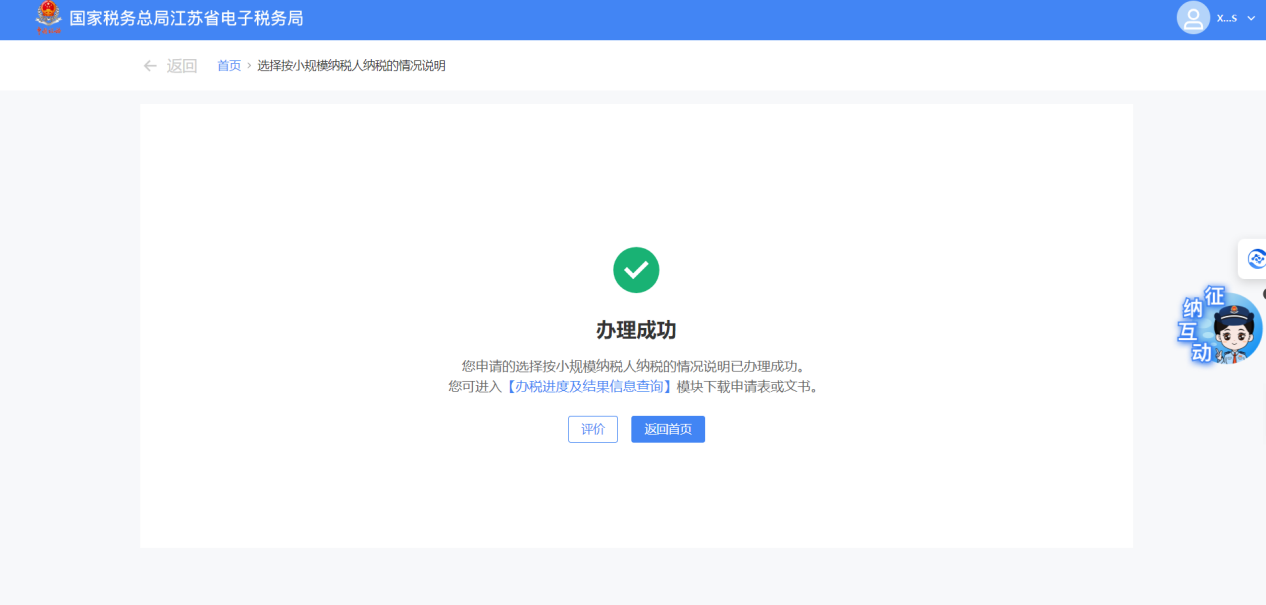 国家税务总局江苏省电子税务局
X...S
返回 首页 › 选择按小规模纳税人纳税的情况说明
征
纳
互
动
办理成功
您申请的选择按小规模纳税人纳税的情况说明已办理成功。
您可进入【办税进度及结果信息查询】模块下载申请表或文书。
评价 返回首页